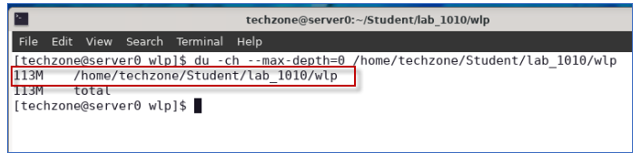 techzone@server0:~/Student/lab_1010/wlp
File Edit View Search Terminal Help
[techzone@server0 wlp]$ du -ch --max-depth=0 /home/techzone/Student/lab_1010/wlp
113M    /home/techzone/Student/lab_1010/wlp
113M    total
[techzone@server0 wlp]$